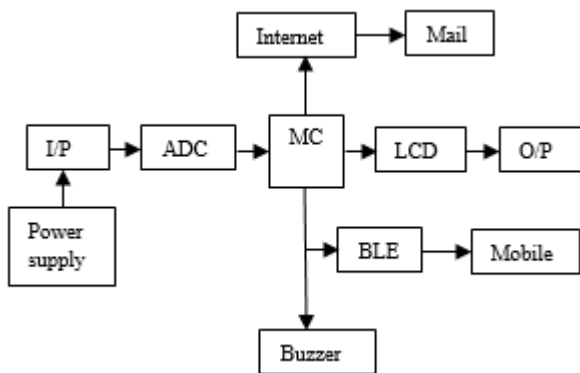 Internet
Mail
I/P
ADC
MC
LCD
O/P
Power
supply
BLE
Mobile
Buzzer